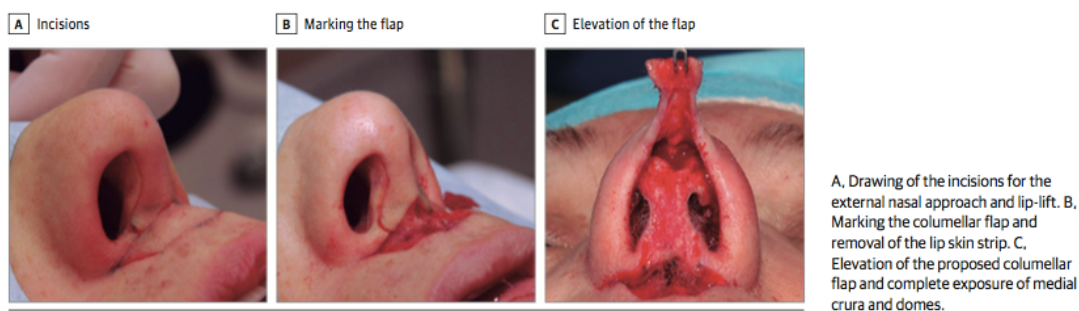 A Incisions
B Marking the flap
C Elevation of the flap
A, Drawing of the incisions for the
external nasal approach and lip-lift. B,
Marking the columellar flap and
removal of the lip skin strip. C,
Elevation of the proposed columellar
flap and complete exposure of medial
crura and domes.